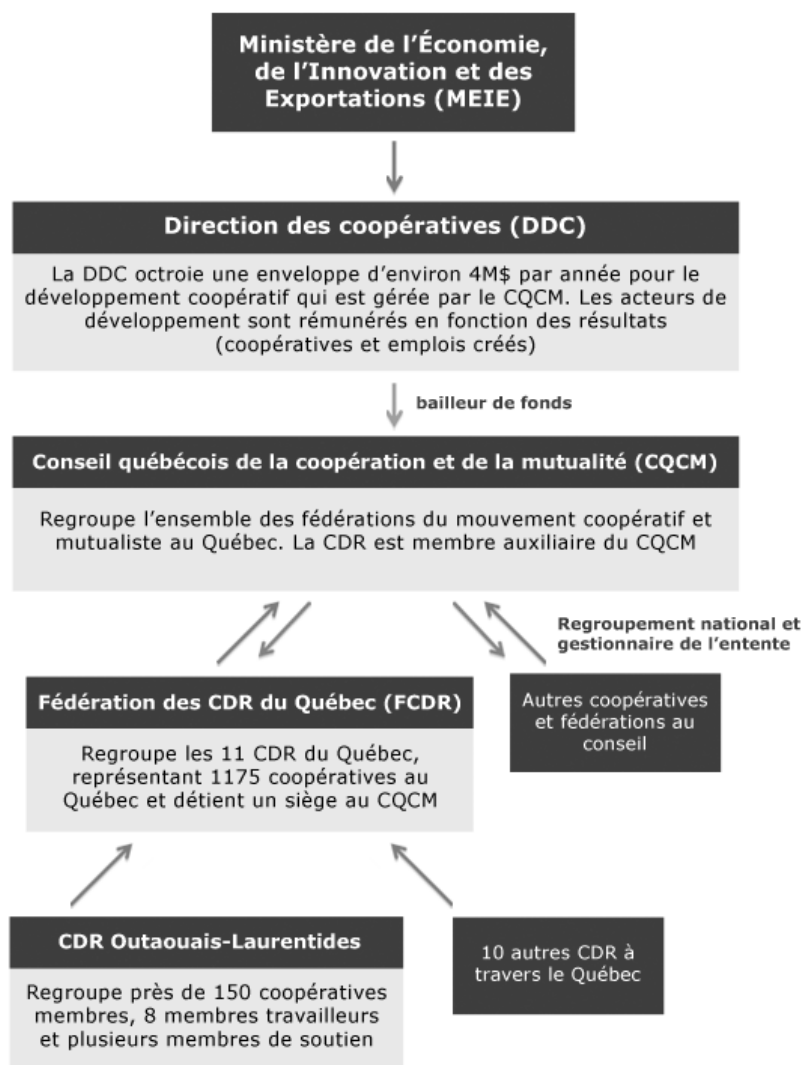 Ministère de l'Économie,
de l'Innovation et des
Exportations (MEIE)
Direction des coopératives (DDC)
La DDC octroie une enveloppe d'environ 4M$ par année pour le
développement coopératif qui est gérée par le CQCM. Les acteurs de
développement sont rémunérés en fonction des résultats
(coopératives et emplois créés)
bailleur de fonds
Conseil québécois de la coopération et de la mutualité (CQCM)
Regroupe l'ensemble des fédérations du mouvement coopératif et
mutualiste au Québec. La CDR est membre auxiliaire du CQCM
Regroupement national et
gestionnaire de l'entente
Fédération des CDR du Québec (FCDR)
Regroupe les 11 CDR du Québec,
représentant 1175 coopératives au
Québec et détient un siège au CQCM
Autres coopératives
et fédérations au
conseil
CDR Outaouais-Laurentides
Regroupe près de 150 coopératives
membres, 8 membres travailleurs
et plusieurs membres de soutien
10 autres CDR à
travers le Québec